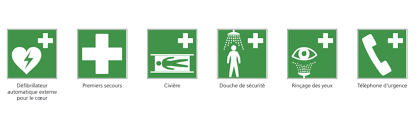 Défibrillateur
automatique externe
pour le cœur
Premiers secours
Civière
Douche de sécurité
Rinçage des yeux
Téléphone d'urgence